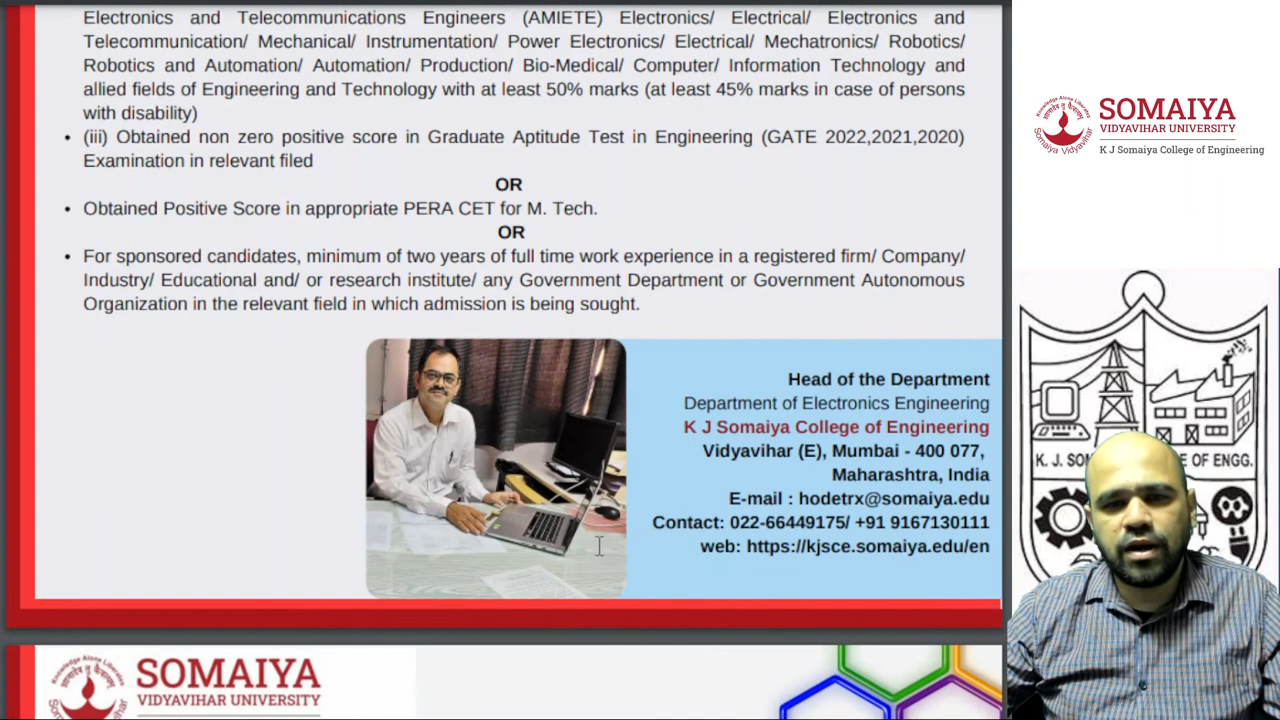 Electronics and Telecommunications Engineers (AMIETE) Electronics/ Electrical/ Electronics and
Telecommunication/ Mechanical/ Instrumentation/ Power Electronics/ Electrical/ Mechatronics/ Robotics/
Robotics and Automation/ Automation/ Production/ Bio-Medical/ Computer/ Information Technology and
allied fields of Engineering and Technology with at least 50% marks (at least 45% marks in case of persons
with disability)
• (iii) Obtained non zero positive score in Graduate Aptitude Test in Engineering (GATE 2022,2021,2020)
Examination in relevant filed
OR
• Obtained Positive Score in appropriate PERA CET for M. Tech.
OR
• For sponsored candidates, minimum of two years of full time work experience in a registered firm/ Company/
Industry/ Educational and/ or research institute/ any Government Department or Government Autonomous
Organization in the relevant field in which admission is being sought.
Head of the Department
Department of Electronics Engineering
K J Somaiya College of Engineering
Vidyavihar (E), Mumbai - 400 077,
Maharashtra, India
E-mail : hodetrx@somaiya.edu
Contact: 022-66449175/ +91 9167130111
web: https://kjsce.somaiya.edu/en
SOMAIYA
VIDYAVIHAR UNIVERSITY
Knowledge Alone Liberates
Somaiya Vidyavihar
SOMAIYA
VIDYAVIHAR UNIVERSITY
K J Somaiya College of Engineering
K. J. SO E OF ENGG.